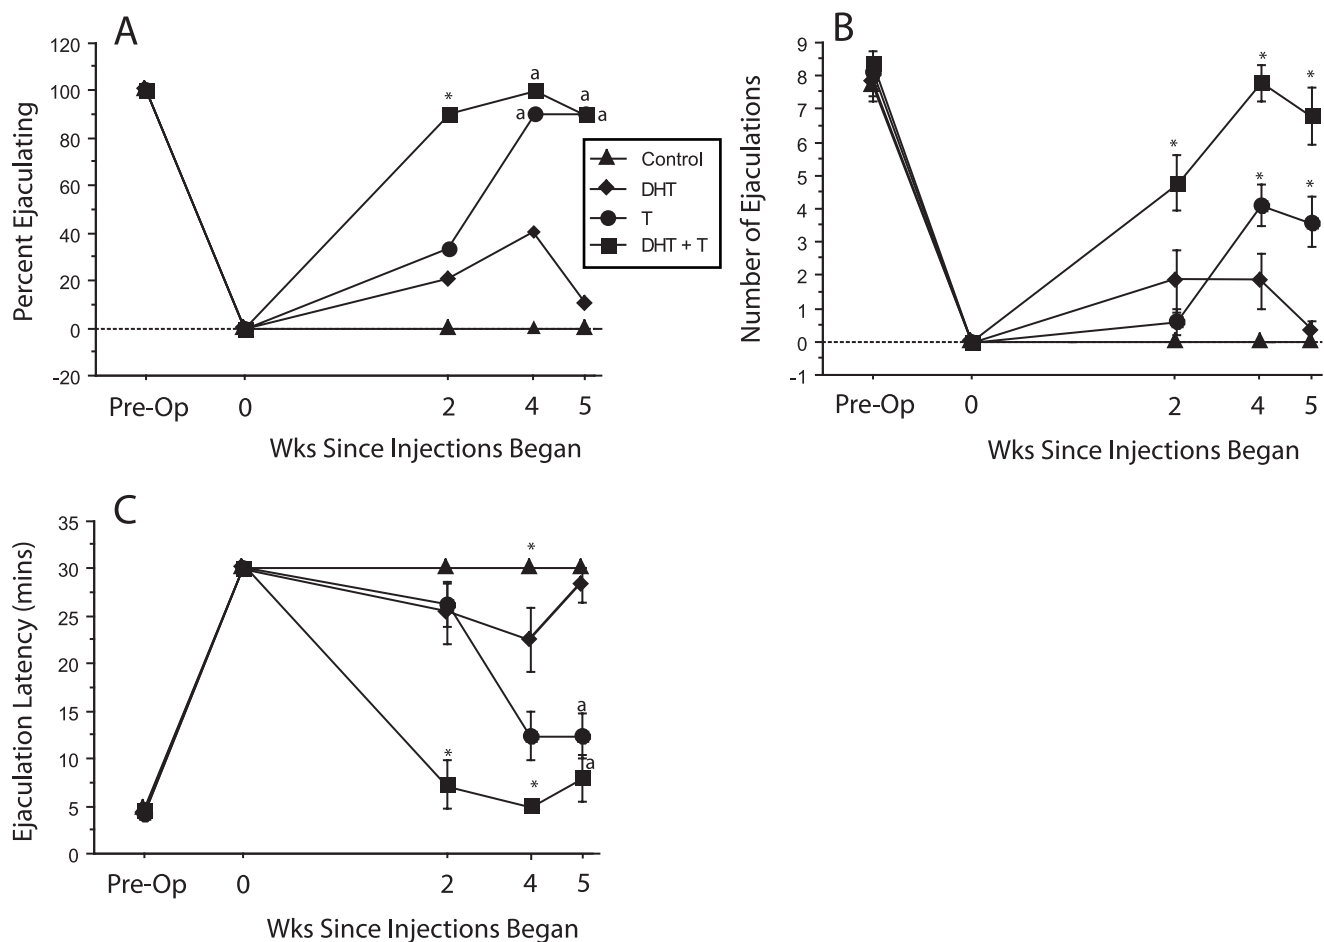 A
120
100
80
60
40
20
0
-20
Percent Ejaculating
*
a
a
a
a
Control
DHT
T
DHT + T
Pre-Op 0 2 4 5
Wks Since Injections Began
B
9
8
7
6
5
4
3
2
1
0
-1
Number of Ejaculations
*
*
*
*
*
Pre-Op 0 2 4 5
Wks Since Injections Began
C
35
30
25
20
15
10
5
0
Ejaculation Latency (mins)
*
*
*
a
a
Pre-Op 0 2 4 5
Wks Since Injections Began